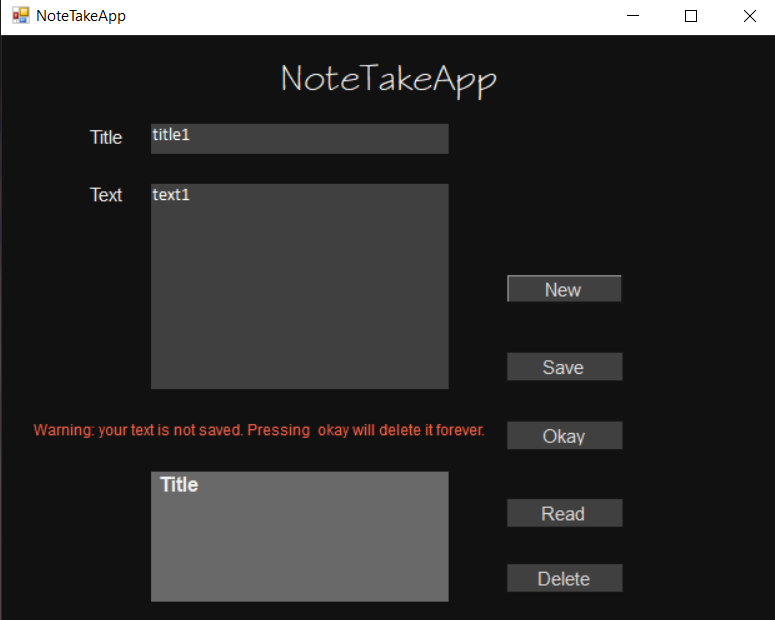 NoteTakeApp
NoteTakeApp
Title title1
Text text1
New
Save
Warning: your text is not saved. Pressing  okay will delete it forever. Okay
Title
Read
Delete